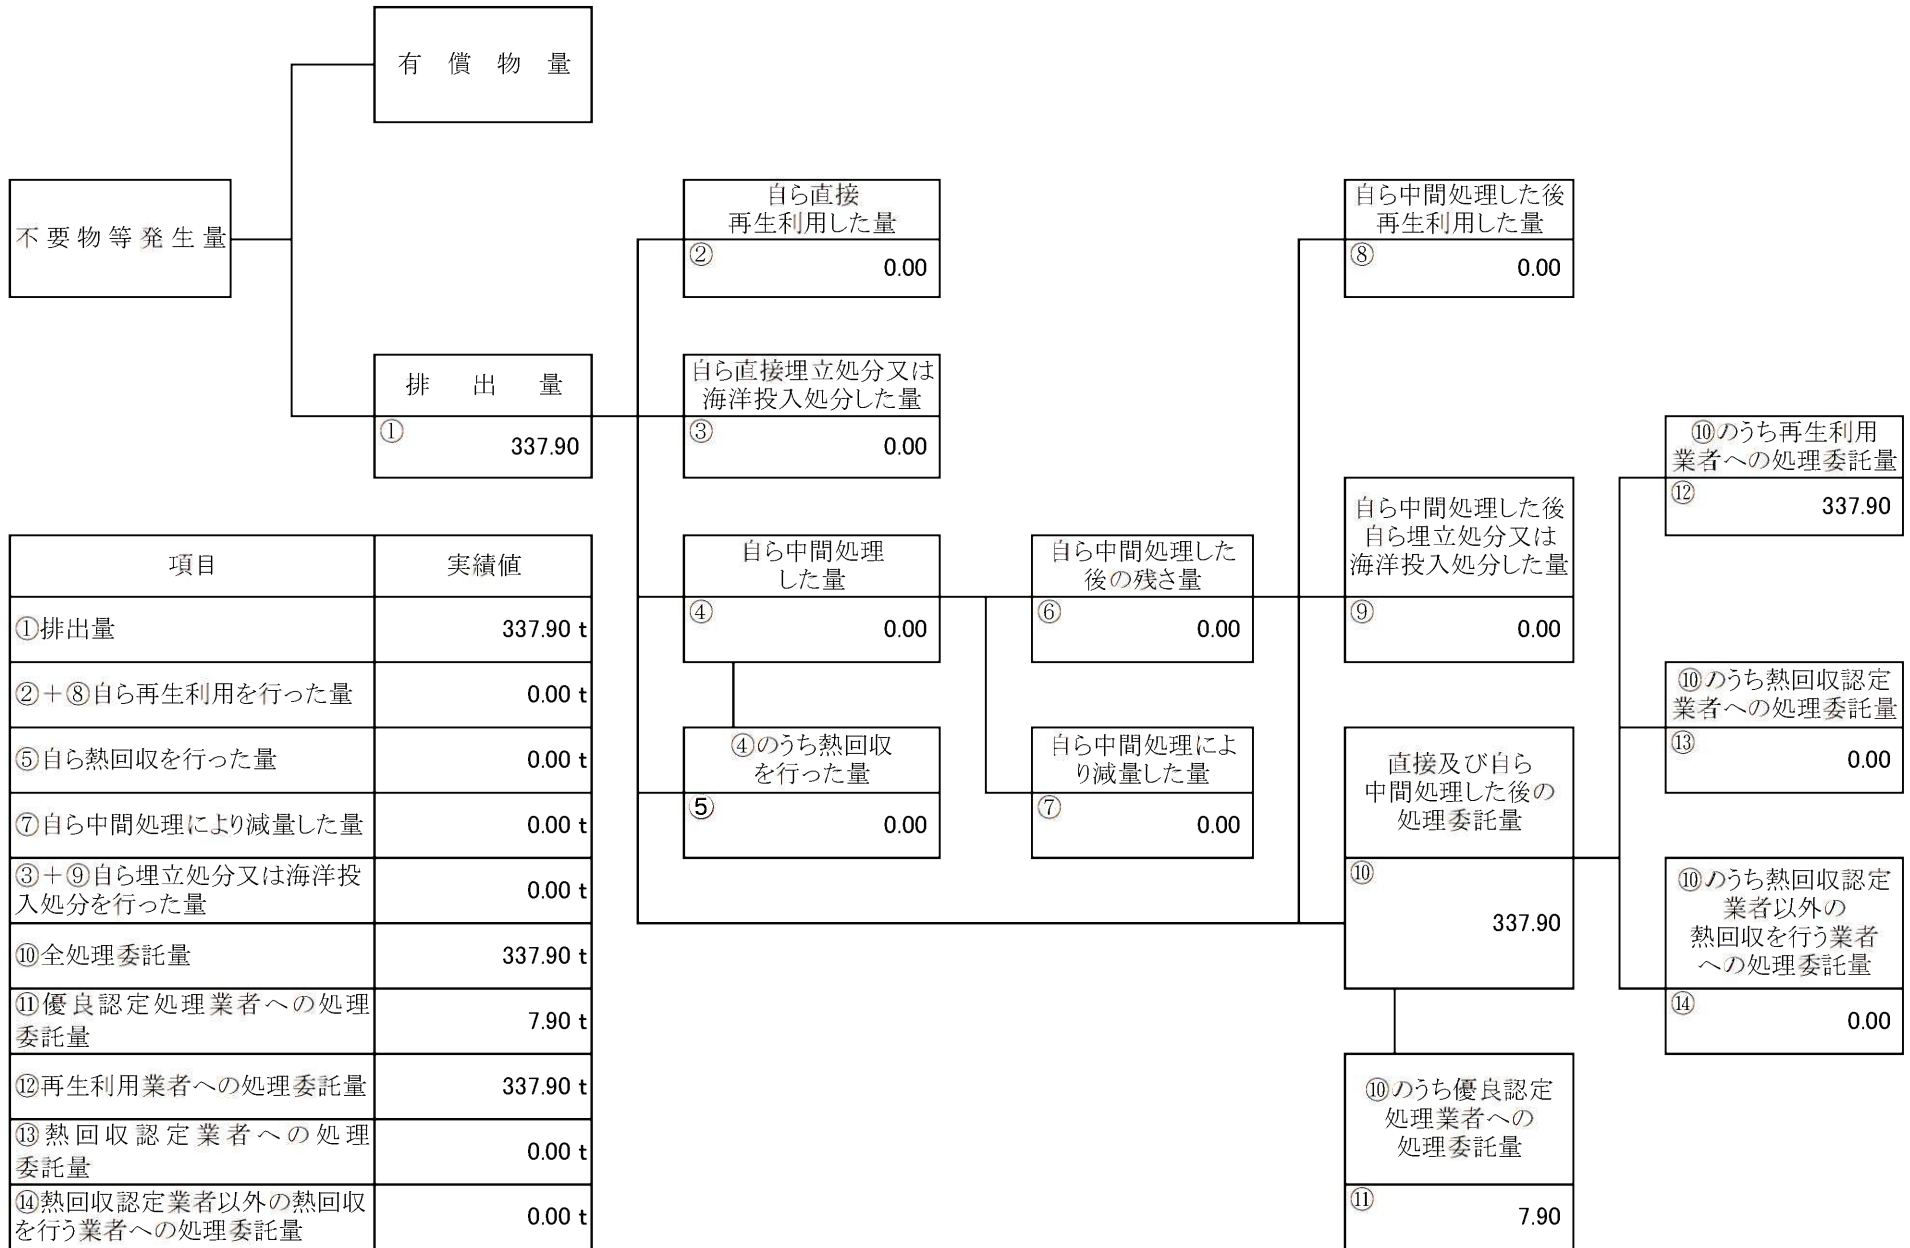 有償物量
不要物等発生量
自ら直接
再生利用した量
②
0.00
自ら中間処理した後
再生利用した量
⑧
0.00
排出量
①
337.90
自ら直接埋立処分又は
海洋投入処分した量
③
0.00
⑩のうち再生利用
業者への処理委託量
⑫
337.90
自ら中間処理
した量
④
0.00
自ら中間処理した
後の残さ量
⑥
0.00
自ら中間処理した後
自ら埋立処分又は
海洋投入処分した量
⑨
0.00
⑩のうち熱回収認定
業者への処理委託量
⑬
0.00
④のうち熱回収
を行った量
⑤
0.00
自ら中間処理によ
り減量した量
⑦
0.00
直接及び自ら
中間処理した後の
処理委託量
⑩
337.90
⑩のうち熱回収認定
業者以外の
熱回収を行う業者
への処理委託量
⑭
0.00
⑩のうち優良認定
処理業者への
処理委託量
⑪
7.90
項目 実績値
①排出量 337.90 t
②＋⑧自ら再生利用を行った量 0.00 t
⑤自ら熱回収を行った量 0.00 t
⑦自ら中間処理により減量した量 0.00 t
③＋⑨自ら埋立処分又は海洋投
入処分を行った量 0.00 t
⑩全処理委託量 337.90 t
⑪優良認定処理業者への処理
委託量 7.90 t
⑫再生利用業者への処理委託量 337.90 t
⑬熱回収認定業者への処理
委託量 0.00 t
⑭熱回収認定業者以外の熱回収
を行う業者への処理委託量 0.00 t